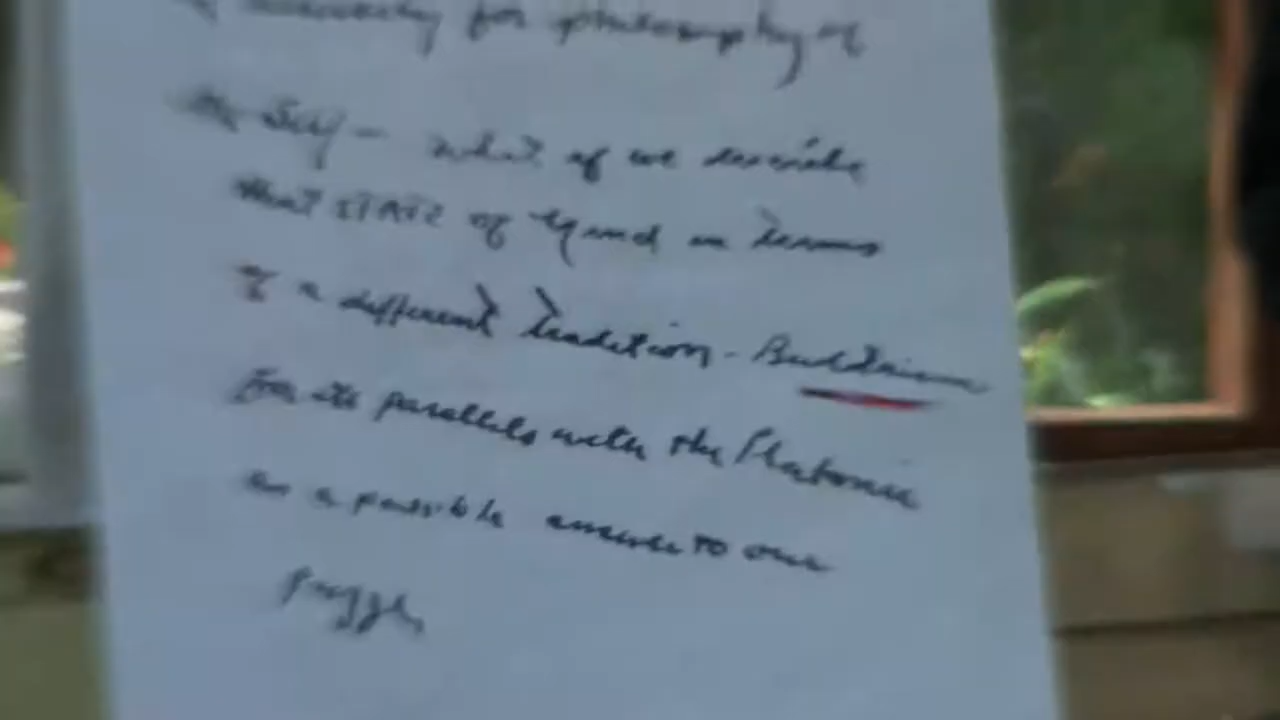 for philosophy of
the Self - what if we describe
that STATE of mind in terms
of a different tradition - Buddhism
For its parallels with the Platonic
as a possible answer to our
puzzle